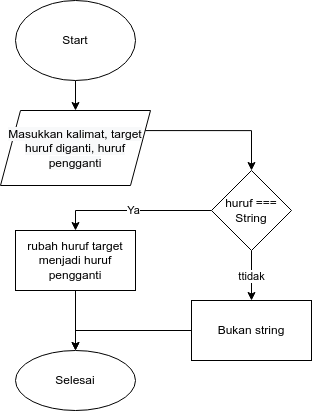 Start
Masukkan kalimat, target
huruf diganti, huruf
pengganti
huruf ===
String
Ya
rubah huruf target
menjadi huruf
pengganti
ttidak
Bukan string
Selesai